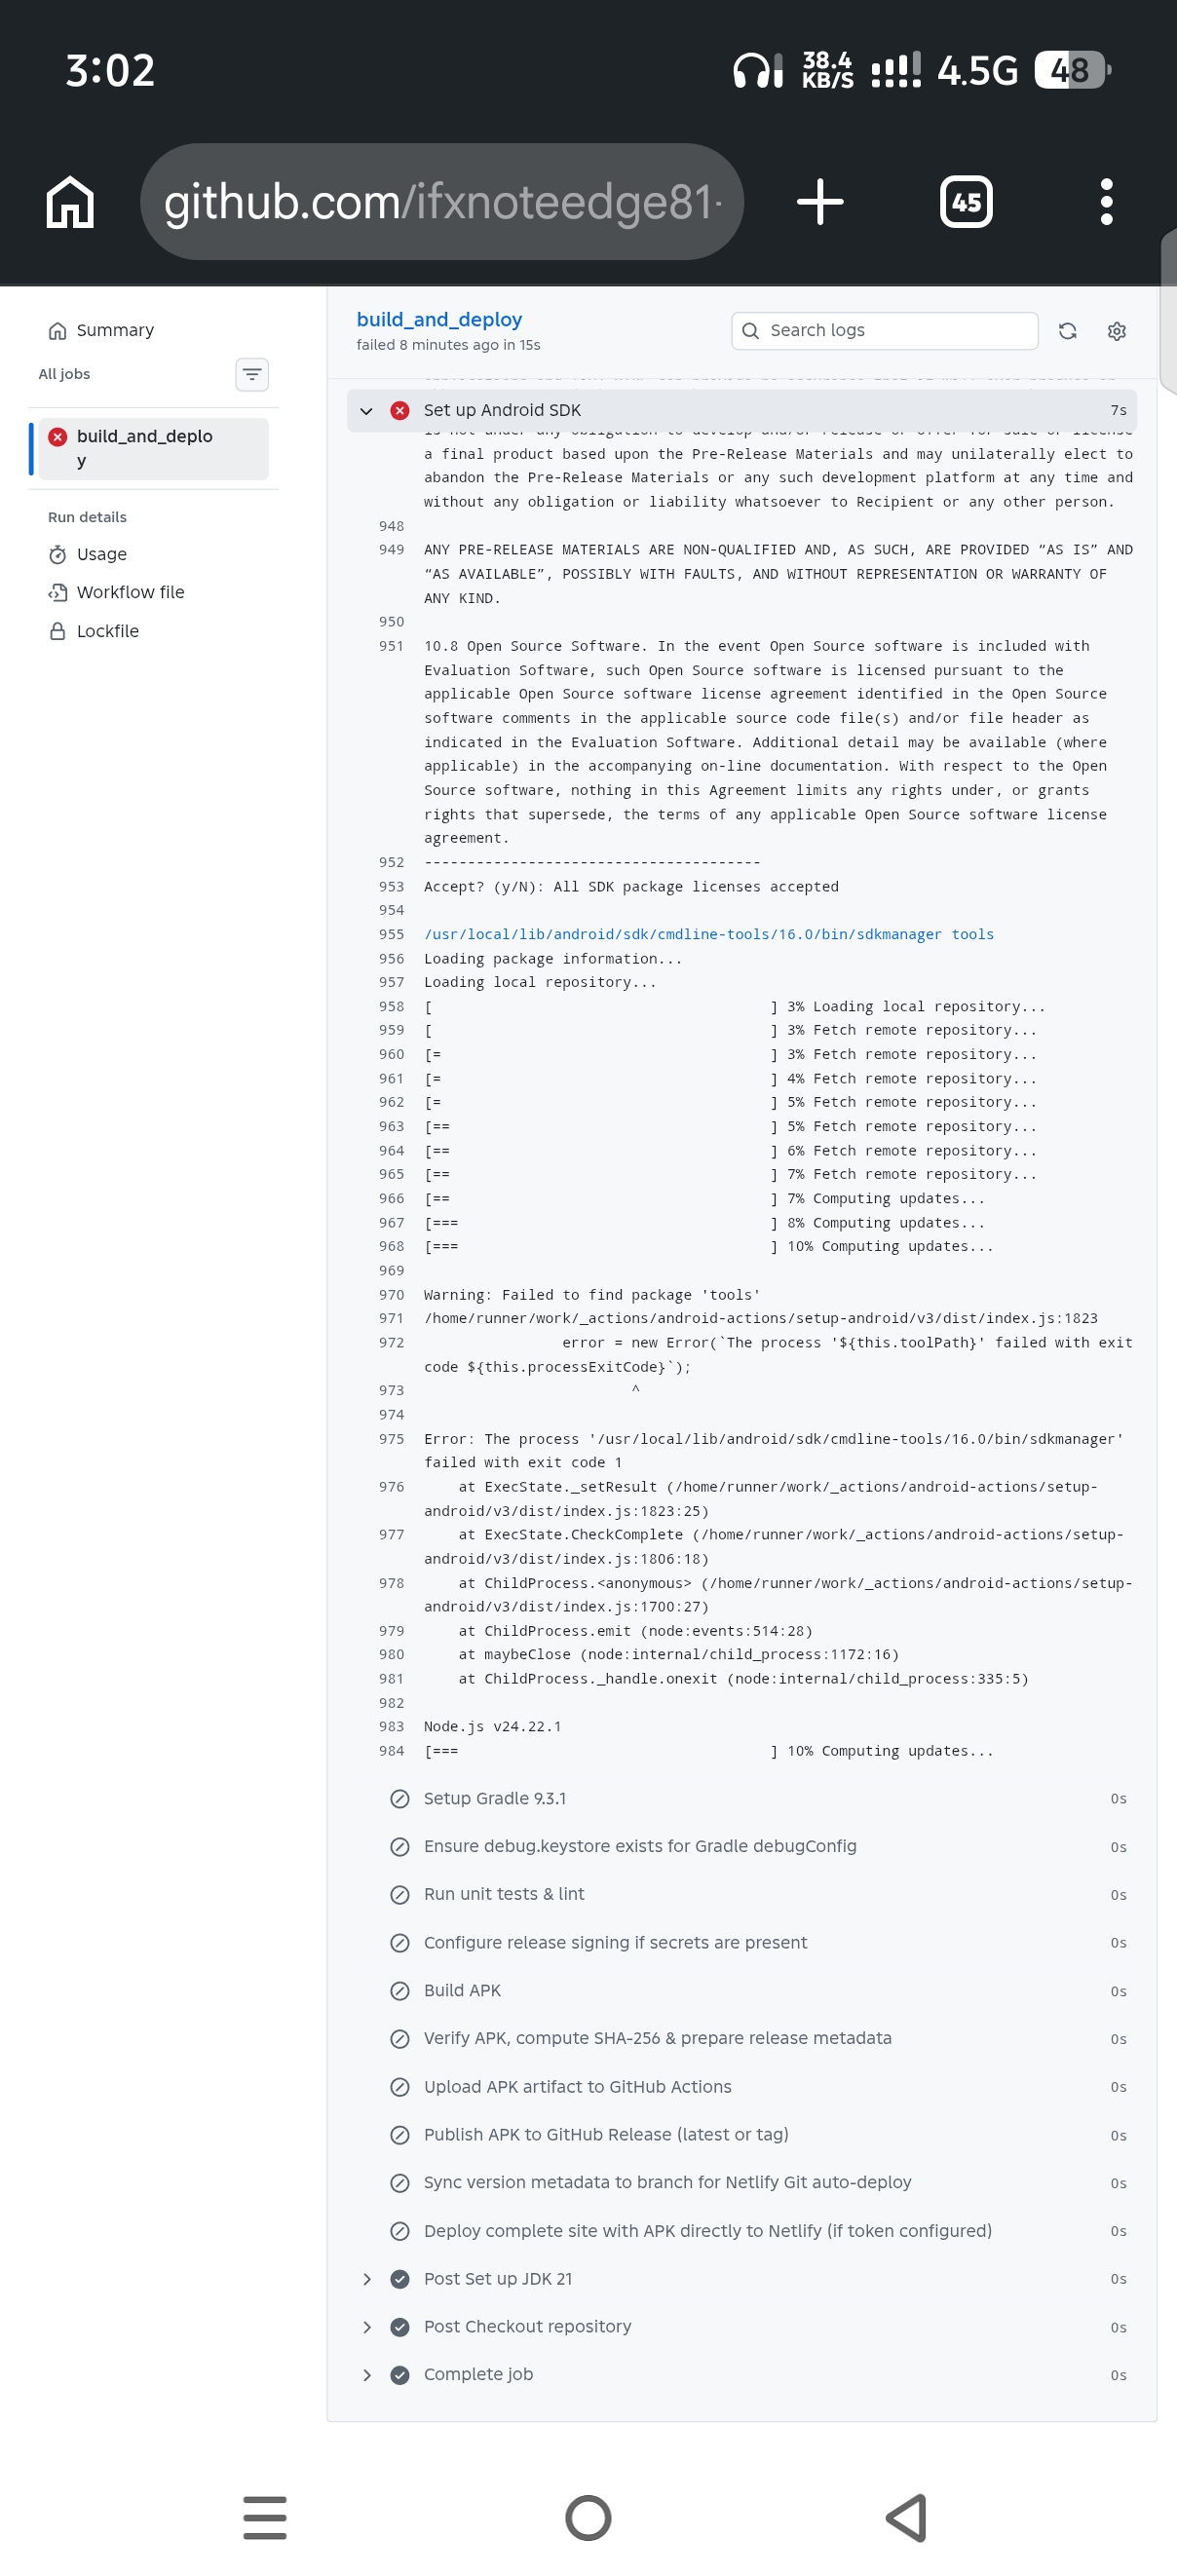 3:02
38.4
KB/S
4.5G
48
github.com/ifxnoteedge81-
45
Summary
All jobs
build_and_deplo
y
Run details
Usage
Workflow file
Lockfile
build_and_deploy
failed 8 minutes ago in 15s
Search logs
Set up Android SDK
7s
is not under any obligation to develop and/or release or offer for sale or license
a final product based upon the Pre-Release Materials and may unilaterally elect to
abandon the Pre-Release Materials or any such development platform at any time and
without any obligation or liability whatsoever to Recipient or any other person.
948
949 ANY PRE-RELEASE MATERIALS ARE NON-QUALIFIED AND, AS SUCH, ARE PROVIDED “AS IS” AND
“AS AVAILABLE”, POSSIBLY WITH FAULTS, AND WITHOUT REPRESENTATION OR WARRANTY OF
ANY KIND.
950
951 10.8 Open Source Software. In the event Open Source software is included with
Evaluation Software, such Open Source software is licensed pursuant to the
applicable Open Source software license agreement identified in the Open Source
software comments in the applicable source code file(s) and/or file header as
indicated in the Evaluation Software. Additional detail may be available (where
applicable) in the accompanying on-line documentation. With respect to the Open
Source software, nothing in this Agreement limits any rights under, or grants
rights that supersede, the terms of any applicable Open Source software license
agreement.
952 ---------------------------------------
953 Accept? (y/N): All SDK package licenses accepted
954
955 /usr/local/lib/android/sdk/cmdline-tools/16.0/bin/sdkmanager tools
956 Loading package information...
957 Loading local repository...
958 [                                       ] 3% Loading local repository...
959 [                                       ] 3% Fetch remote repository...
960 [=                                      ] 3% Fetch remote repository...
961 [=                                      ] 4% Fetch remote repository...
962 [=                                      ] 5% Fetch remote repository...
963 [==                                     ] 5% Fetch remote repository...
964 [==                                     ] 6% Fetch remote repository...
965 [==                                     ] 7% Fetch remote repository...
966 [==                                     ] 7% Computing updates...
967 [===                                    ] 8% Computing updates...
968 [===                                    ] 10% Computing updates...
969
970 Warning: Failed to find package 'tools'
971 /home/runner/work/_actions/android-actions/setup-android/v3/dist/index.js:1823
972                 error = new Error(`The process '${this.toolPath}' failed with exit
code ${this.processExitCode}`);
973                         ^
974
975 Error: The process '/usr/local/lib/android/sdk/cmdline-tools/16.0/bin/sdkmanager'
failed with exit code 1
976     at ExecState._setResult (/home/runner/work/_actions/android-actions/setup-
android/v3/dist/index.js:1823:25)
977     at ExecState.CheckComplete (/home/runner/work/_actions/android-actions/setup-
android/v3/dist/index.js:1806:18)
978     at ChildProcess.<anonymous> (/home/runner/work/_actions/android-actions/setup-
android/v3/dist/index.js:1700:27)
979     at ChildProcess.emit (node:events:514:28)
980     at maybeClose (node:internal/child_process:1172:16)
981     at ChildProcess._handle.onexit (node:internal/child_process:335:5)
982
983 Node.js v24.22.1
984 [===                                    ] 10% Computing updates...
Setup Gradle 9.3.1 0s
Ensure debug.keystore exists for Gradle debugConfig 0s
Run unit tests & lint 0s
Configure release signing if secrets are present 0s
Build APK 0s
Verify APK, compute SHA-256 & prepare release metadata 0s
Upload APK artifact to GitHub Actions 0s
Publish APK to GitHub Release (latest or tag) 0s
Sync version metadata to branch for Netlify Git auto-deploy 0s
Deploy complete site with APK directly to Netlify (if token configured) 0s
Post Set up JDK 21 0s
Post Checkout repository 0s
Complete job 0s